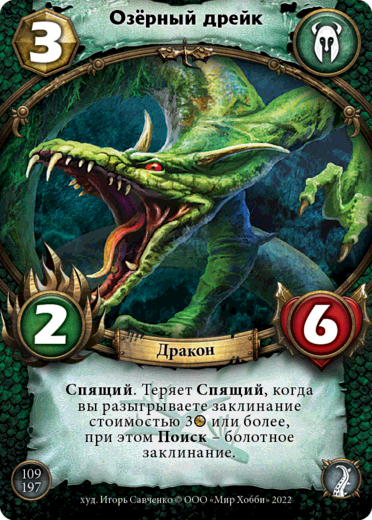 Озёрный дрейк
3
2
6
Дракон
Спящий. Теряет Спящий, когда
вы разыгрываете заклинание
стоимостью 3 или более,
при этом Поиск – болотное
заклинание.
109
197
худ. Игорь Савченко © ООО «Мир Хобби» 2022